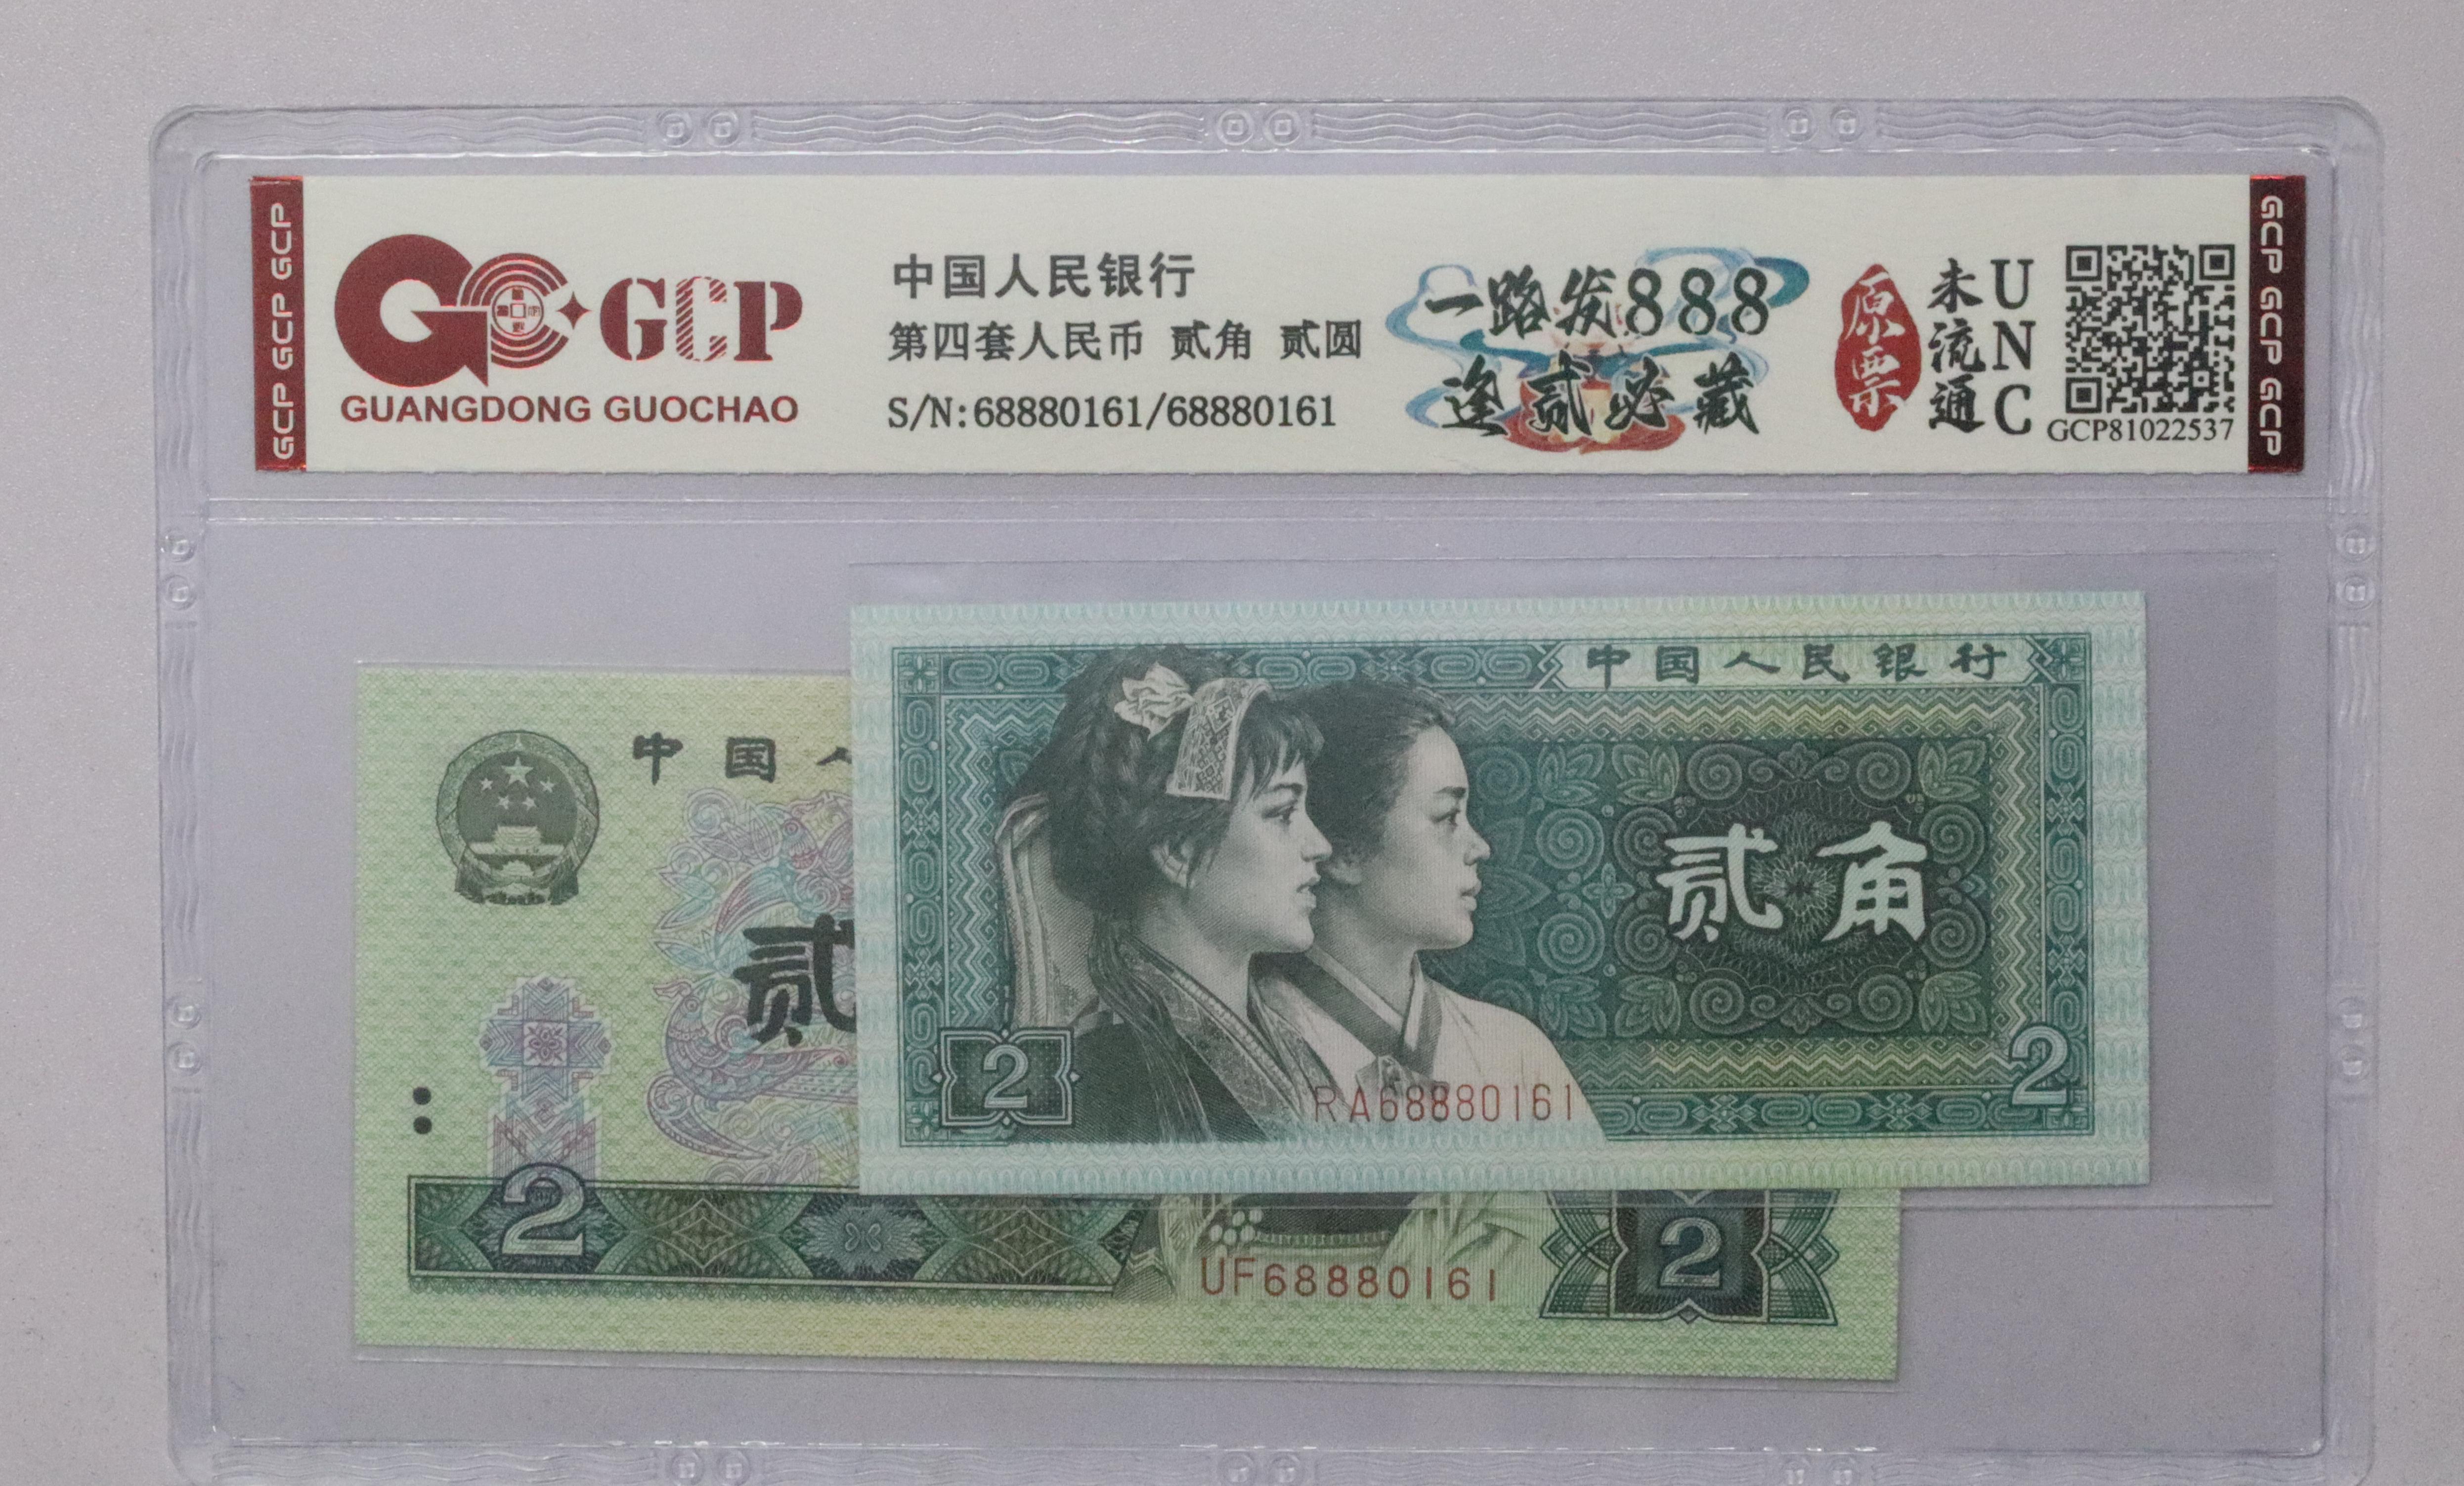 GCP GCP GCP
GCP
GUANGDONG GUOCHAO
中国人民银行
第四套人民币 贰角 贰圆
S/N:68880161/68880161
一路发888
逢贰必藏
原票
未流通
UNC
GCP81022537
GCP GCP GCP
中国人民银行
贰角
2
2
RA68880161
中国人
贰
2
2
UF68880161